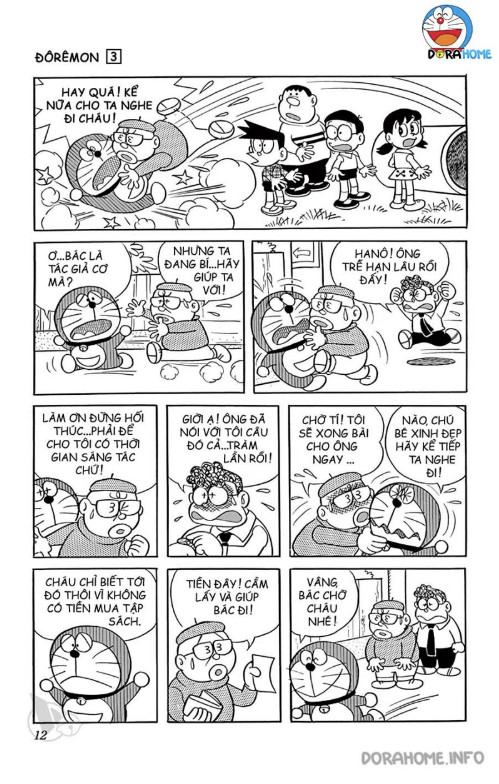 DORAHOME
ĐÔRÊMON 3
HAY QUÁ! KỂ
NỮA CHO TA NGHE
ĐI CHÁU!
Ơ...BÁC LÀ
TÁC GIẢ CƠ
MÀ?
NHƯNG TA
ĐANG BÍ...HÃY
GIÚP TA
VỚI!
HANÔ! ÔNG
TRỄ HẠN LÂU RỒI
ĐẤY!
LÀM ƠN ĐỪNG HỐI
THÚC...PHẢI ĐỂ
CHO TÔI CÓ THỜI
GIAN SÁNG TÁC
CHỨ!
GIỜI Ạ! ÔNG ĐÃ
NÓI VỚI TÔI CÂU
ĐÓ CẢ...TRĂM
LẦN RỒI!
CHỜ TÍ! TÔI
SẼ XONG BÀI
CHO ÔNG
NGAY ...
NÀO, CHÚ
BÉ XINH ĐẸP
HÃY KỂ TIẾP
TA NGHE
ĐI!
CHÁU CHỈ BIẾT TỚI
ĐÓ THÔI VÌ KHÔNG
CÓ TIỀN MUA TẬP
SÁCH.
TIỀN ĐÂY! CẦM
LẤY VÀ GIÚP
BÁC ĐI!
VÂNG,
BÁC CHỜ
CHÁU
NHÉ!
12
DORAHOME.INFO